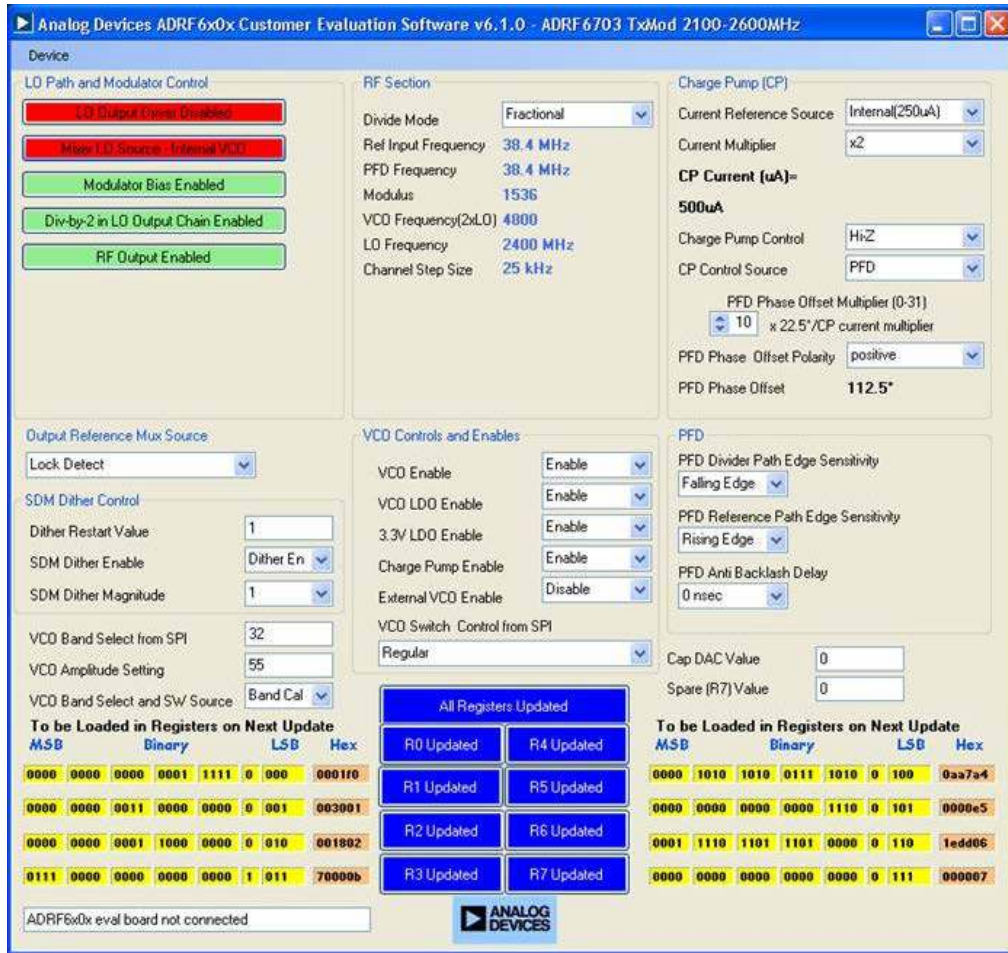 Analog Devices ADRF6x0x Customer Evaluation Software v6.1.0 - ADRF6703 TxMod 2100-2600MHz
Device
LO Path and Modulator Control
LO Output Driver Disabled
Mixer LO Source - Internal VCO
Modulator Bias Enabled
Div-by-2 in LO Output Chain Enabled
RF Output Enabled
RF Section
Divide Mode Fractional
Ref Input Frequency 38.4 MHz
PFD Frequency 38.4 MHz
Modulus 1536
VCO Frequency(2xLO) 4800
LO Frequency 2400 MHz
Channel Step Size 25 kHz
Charge Pump (CP)
Current Reference Source Internal(250uA)
Current Multiplier x2
CP Current (uA)=
500uA
Charge Pump Control Hi-Z
CP Control Source PFD
PFD Phase Offset Multiplier (0-31)
10 x 22.5°/CP current multiplier
PFD Phase Offset Polarity positive
PFD Phase Offset 112.5°
Output Reference Mux Source
Lock Detect
SDM Dither Control
Dither Restart Value 1
SDM Dither Enable Dither En
SDM Dither Magnitude 1
VCO Band Select from SPI 32
VCO Amplitude Setting 55
VCO Band Select and SW Source Band Cal
VCO Controls and Enables
VCO Enable Enable
VCO LDO Enable Enable
3.3V LDO Enable Enable
Charge Pump Enable Enable
External VCO Enable Disable
VCO Switch Control from SPI
Regular
PFD
PFD Divider Path Edge Sensitivity
Falling Edge
PFD Reference Path Edge Sensitivity
Rising Edge
PFD Anti Backlash Delay
0 nsec
Cap DAC Value 0
Spare (R7) Value 0
To be Loaded in Registers on Next Update
MSB Binary LSB Hex
0000 0000 0000 0001 1111 0 000 0001f0
0000 0000 0011 0000 0000 0 001 003001
0000 0000 0001 1000 0000 0 010 001802
0111 0000 0000 0000 0000 1 011 70000b
All Registers Updated
R0 Updated R4 Updated
R1 Updated R5 Updated
R2 Updated R6 Updated
R3 Updated R7 Updated
To be Loaded in Registers on Next Update
MSB Binary LSB Hex
0000 1010 1010 0111 1010 0 100 0aa7a4
0000 0000 0000 0000 1110 0 101 0000e5
0001 1110 1101 1101 0000 0 110 1edd06
0000 0000 0000 0000 0000 0 111 000007
ADRF6x0x eval board not connected
ANALOG
DEVICES